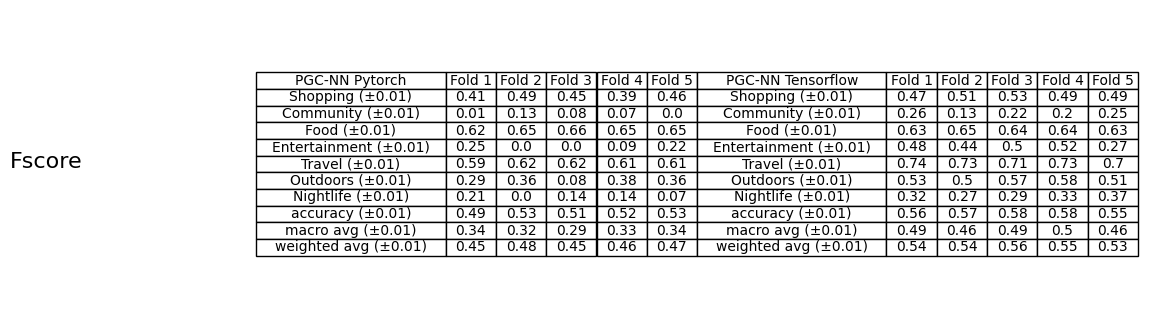 PGC-NN Pytorch Fold 1 Fold 2 Fold 3 Fold 4 Fold 5 PGC-NN Tensorflow Fold 1 Fold 2 Fold 3 Fold 4 Fold 5
Shopping (±0.01) 0.41 0.49 0.45 0.39 0.46 Shopping (±0.01) 0.47 0.51 0.53 0.49 0.49
Community (±0.01) 0.01 0.13 0.08 0.07 0.0 Community (±0.01) 0.26 0.13 0.22 0.2 0.25
Food (±0.01) 0.62 0.65 0.66 0.65 0.65 Food (±0.01) 0.63 0.65 0.64 0.64 0.63
Entertainment (±0.01) 0.25 0.0 0.0 0.09 0.22 Entertainment (±0.01) 0.48 0.44 0.5 0.52 0.27
Fscore
Travel (±0.01) 0.59 0.62 0.62 0.61 0.61 Travel (±0.01) 0.74 0.73 0.71 0.73 0.7
Outdoors (±0.01) 0.29 0.36 0.08 0.38 0.36 Outdoors (±0.01) 0.53 0.5 0.57 0.58 0.51
Nightlife (±0.01) 0.21 0.0 0.14 0.14 0.07 Nightlife (±0.01) 0.32 0.27 0.29 0.33 0.37
accuracy (±0.01) 0.49 0.53 0.51 0.52 0.53 accuracy (±0.01) 0.56 0.57 0.58 0.58 0.55
macro avg (±0.01) 0.34 0.32 0.29 0.33 0.34 macro avg (±0.01) 0.49 0.46 0.49 0.5 0.46
weighted avg (±0.01) 0.45 0.48 0.45 0.46 0.47 weighted avg (±0.01) 0.54 0.54 0.56 0.55 0.53